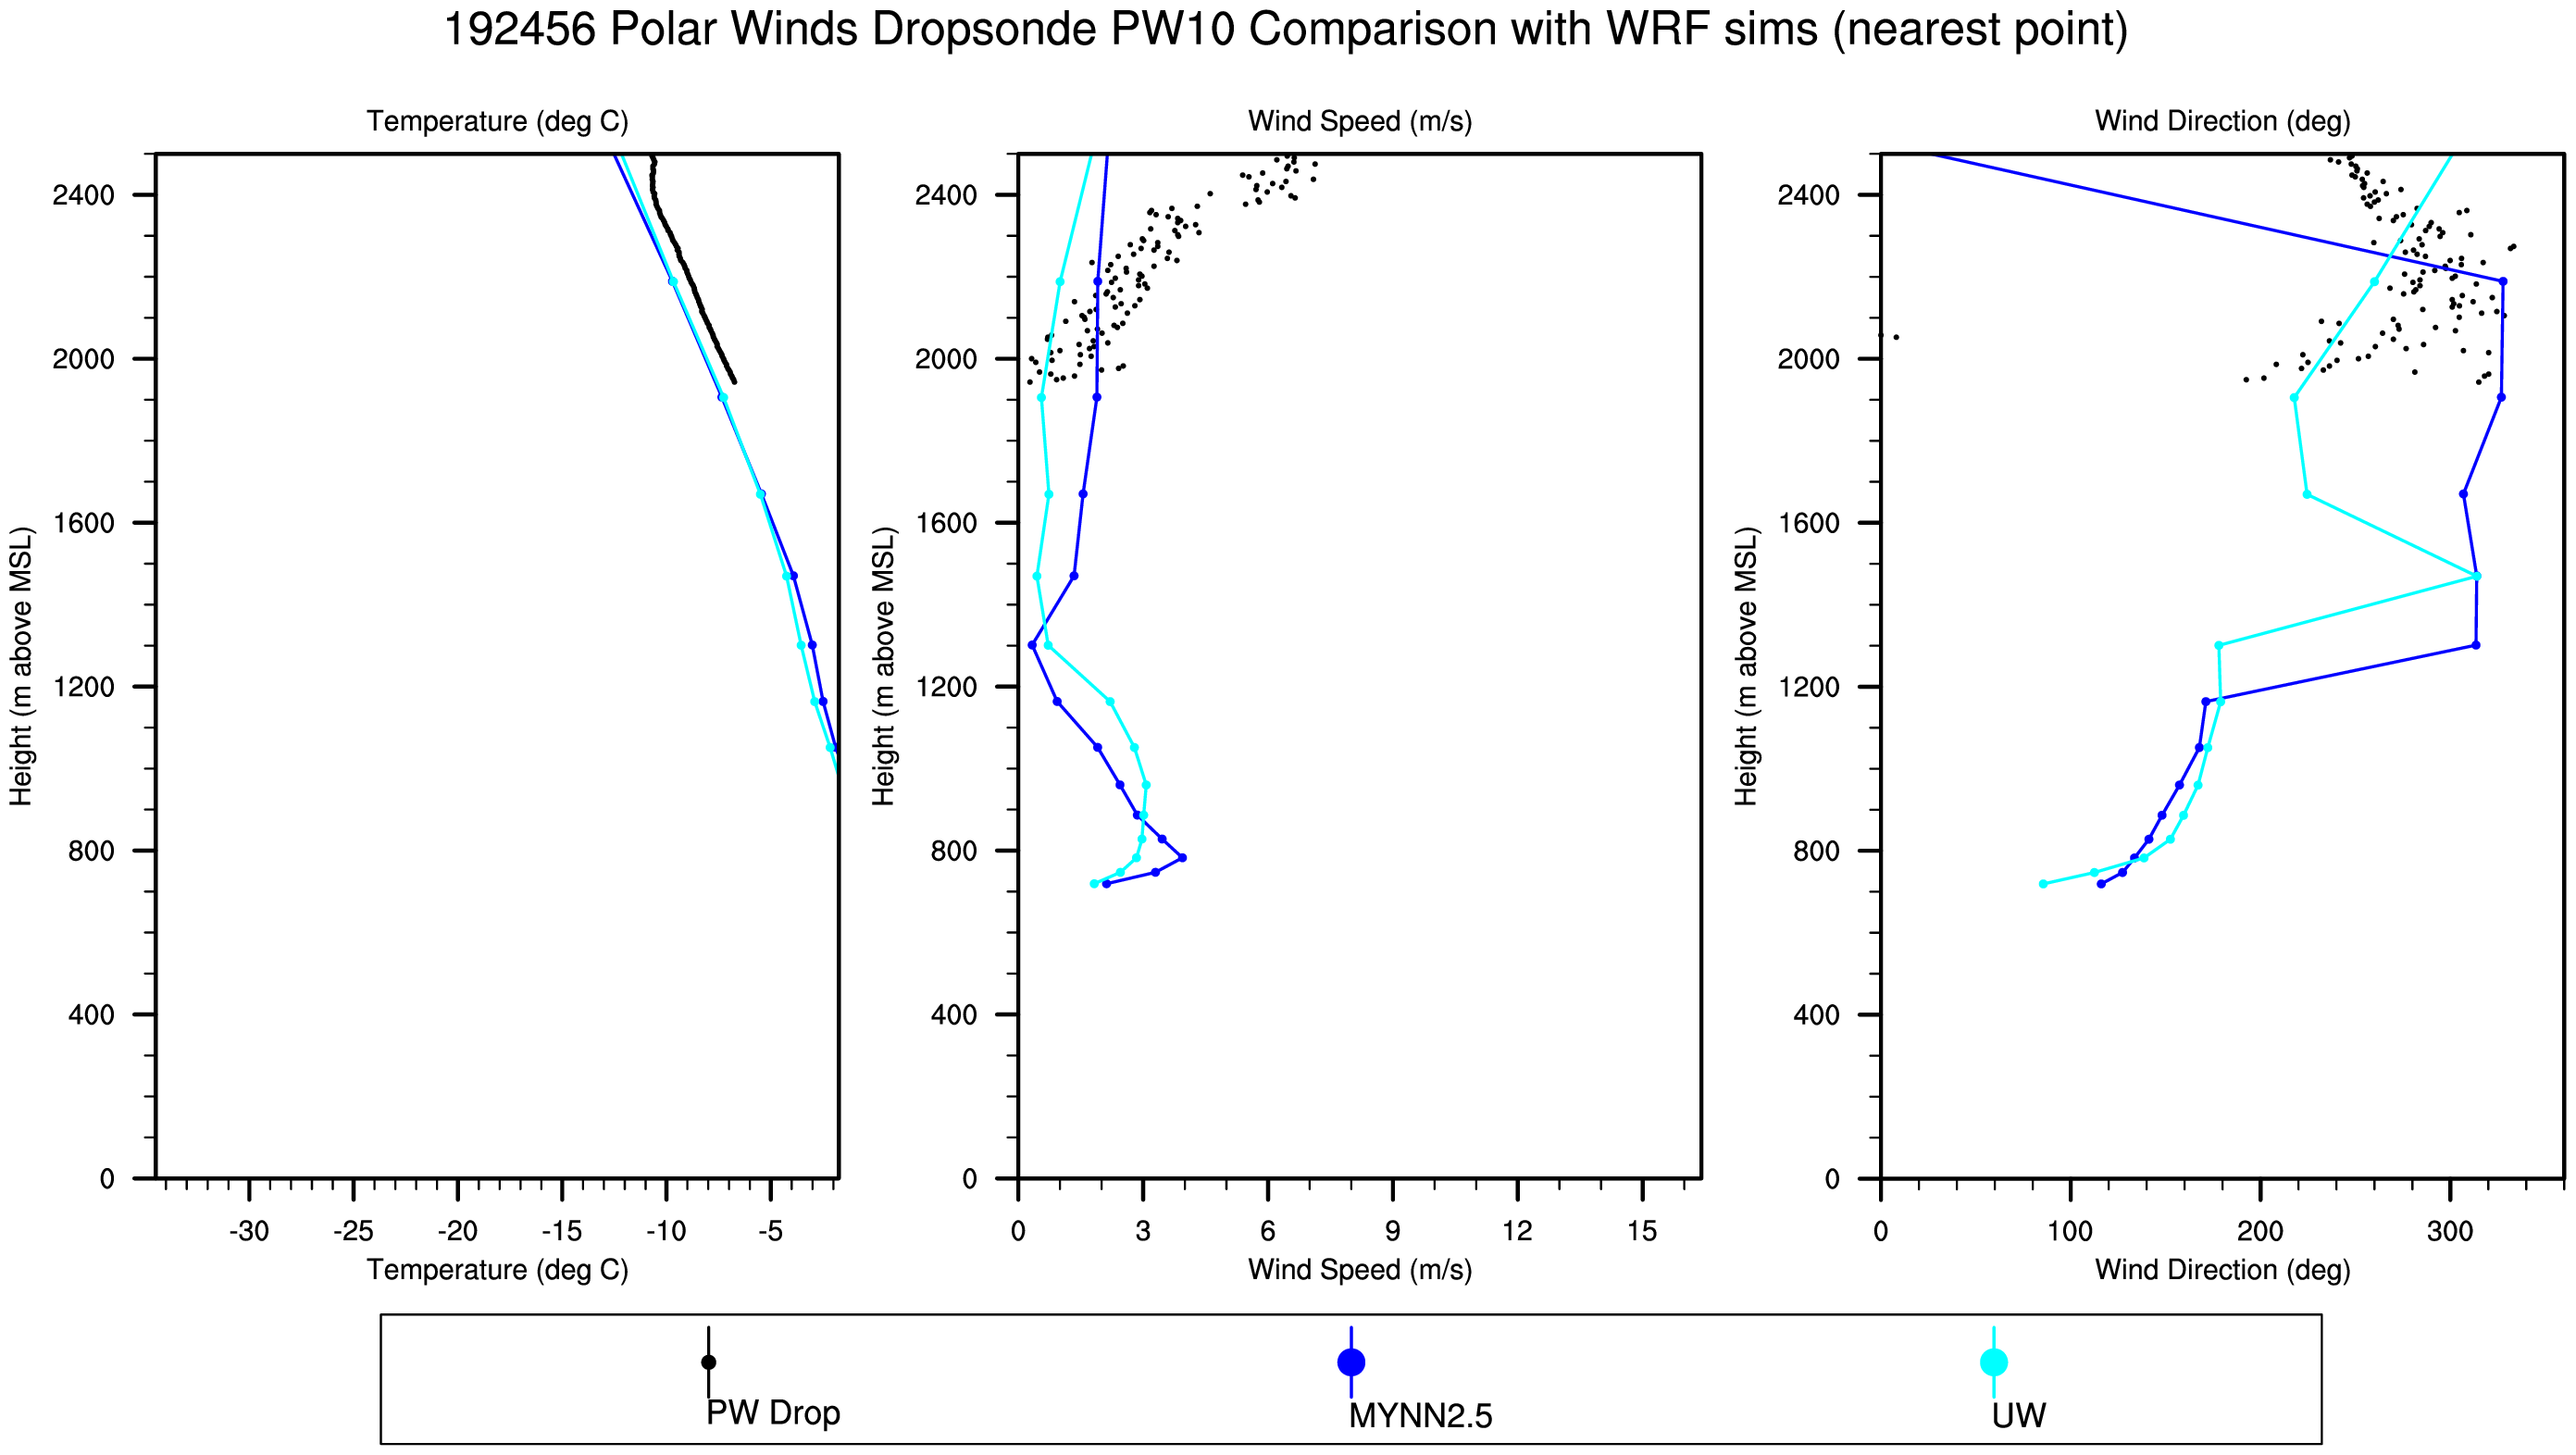 192456 Polar Winds Dropsonde PW10 Comparison with WRF sims (nearest point)
Temperature (deg C)
Wind Speed (m/s)
Wind Direction (deg)
Height (m above MSL)
2400
2000
1600
1200
800
400
0
-30 -25 -20 -15 -10 -5
Temperature (deg C)
Height (m above MSL)
2400
2000
1600
1200
800
400
0
0 3 6 9 12 15
Wind Speed (m/s)
Height (m above MSL)
2400
2000
1600
1200
800
400
0
0 100 200 300
Wind Direction (deg)
PW Drop
MYNN2.5
UW